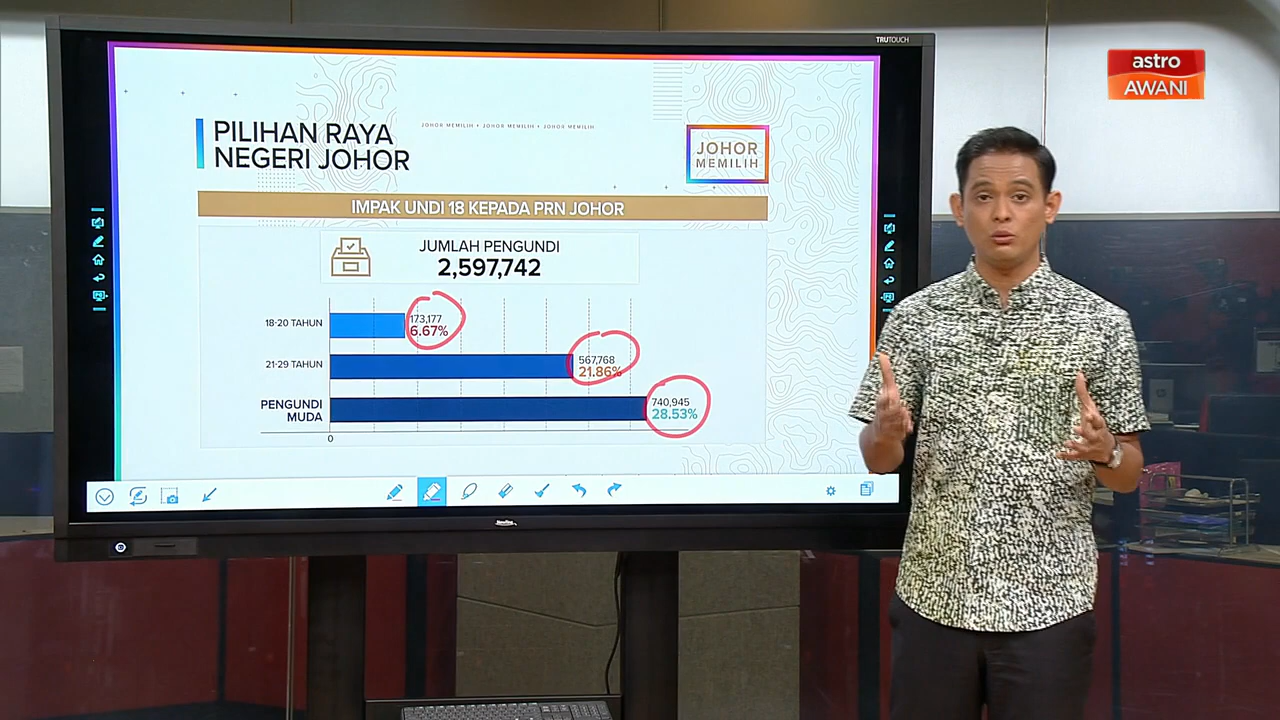 TRUTOUCH
astro
AWANI
PILIHAN RAYA
NEGERI JOHOR
JOHOR MEMILIH • JOHOR MEMILIH • JOHOR MEMILIH
JOHOR
MEMILIH
IMPAK UNDI 18 KEPADA PRN JOHOR
JUMLAH PENGUNDI
2,597,742
18-20 TAHUN
173,177
6.67%
21-29 TAHUN
567,768
21.86%
PENGUNDI
MUDA
740,945
28.53%
0